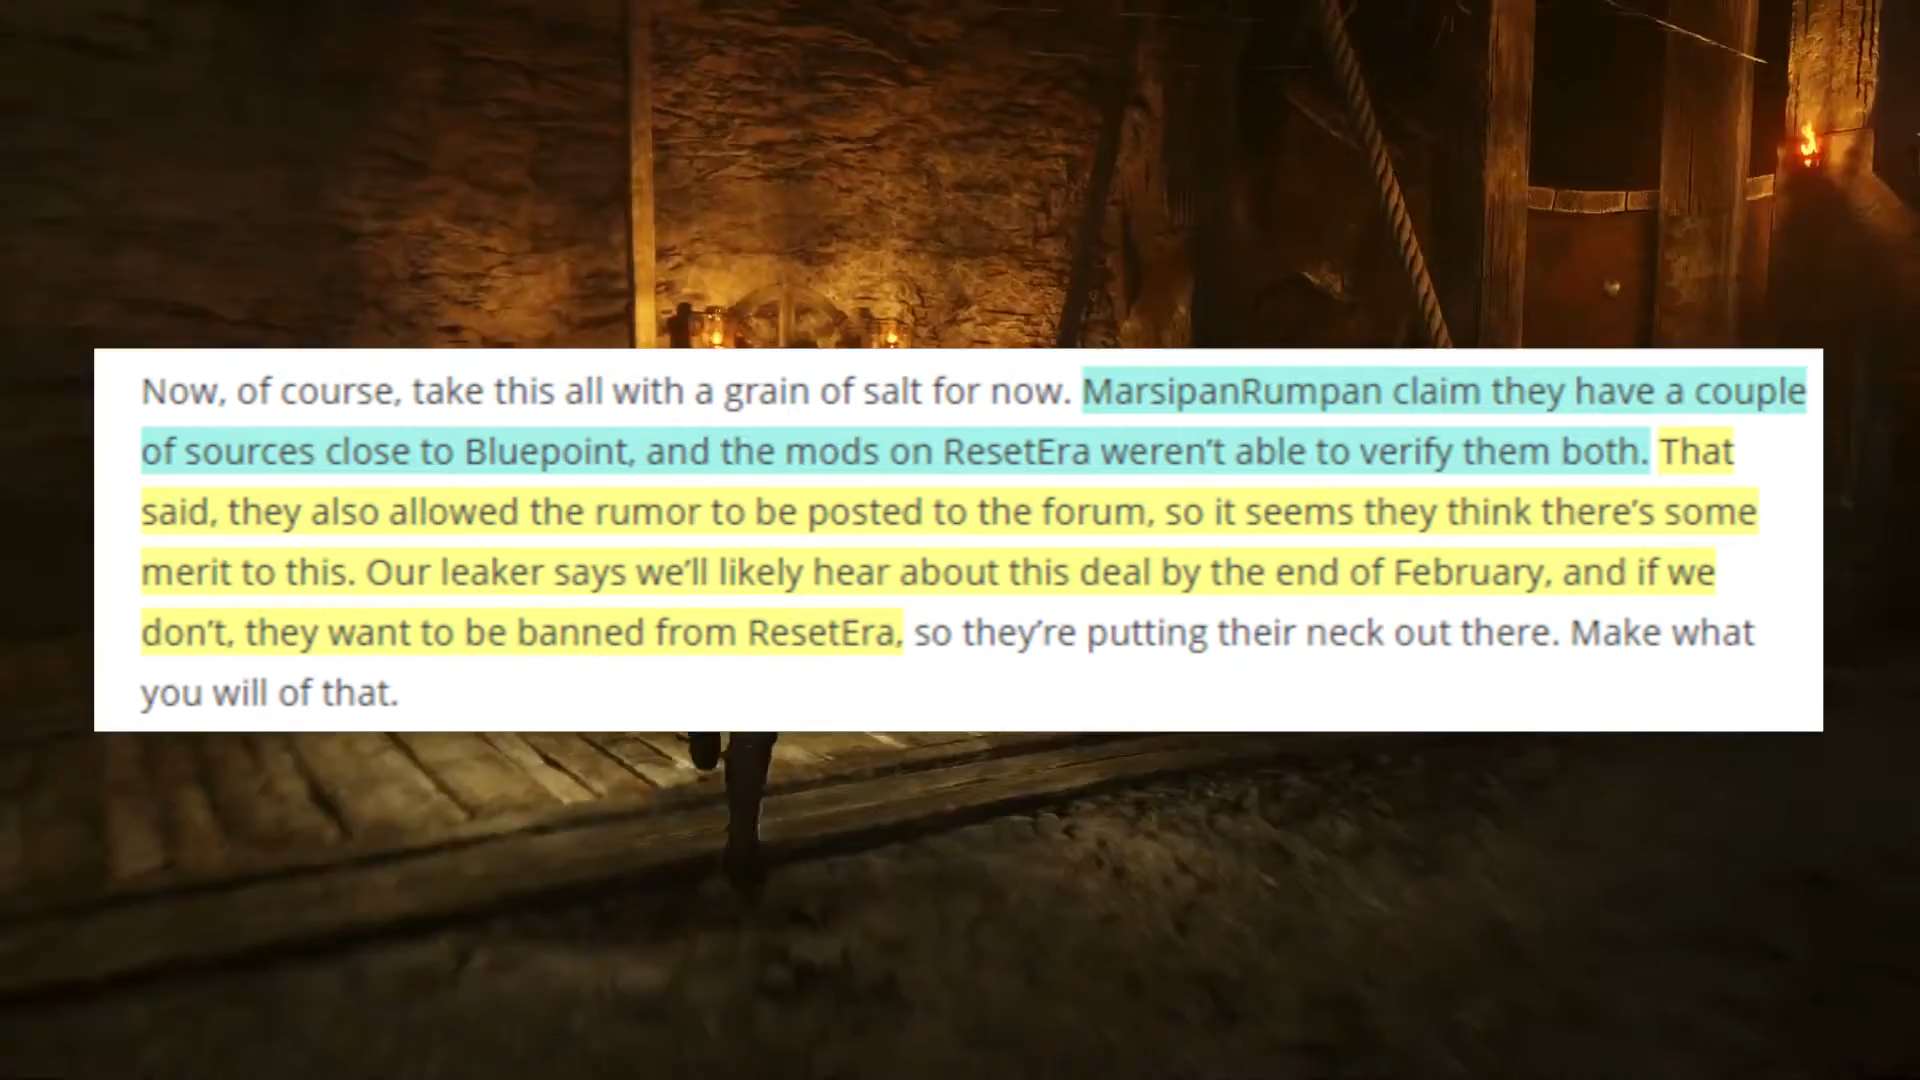 Now, of course, take this all with a grain of salt for now. MarsipanRumpan claim they have a couple
of sources close to Bluepoint, and the mods on ResetEra weren’t able to verify them both. That
said, they also allowed the rumor to be posted to the forum, so it seems they think there’s some
merit to this. Our leaker says we’ll likely hear about this deal by the end of February, and if we
don’t, they want to be banned from ResetEra, so they’re putting their neck out there. Make what
you will of that.